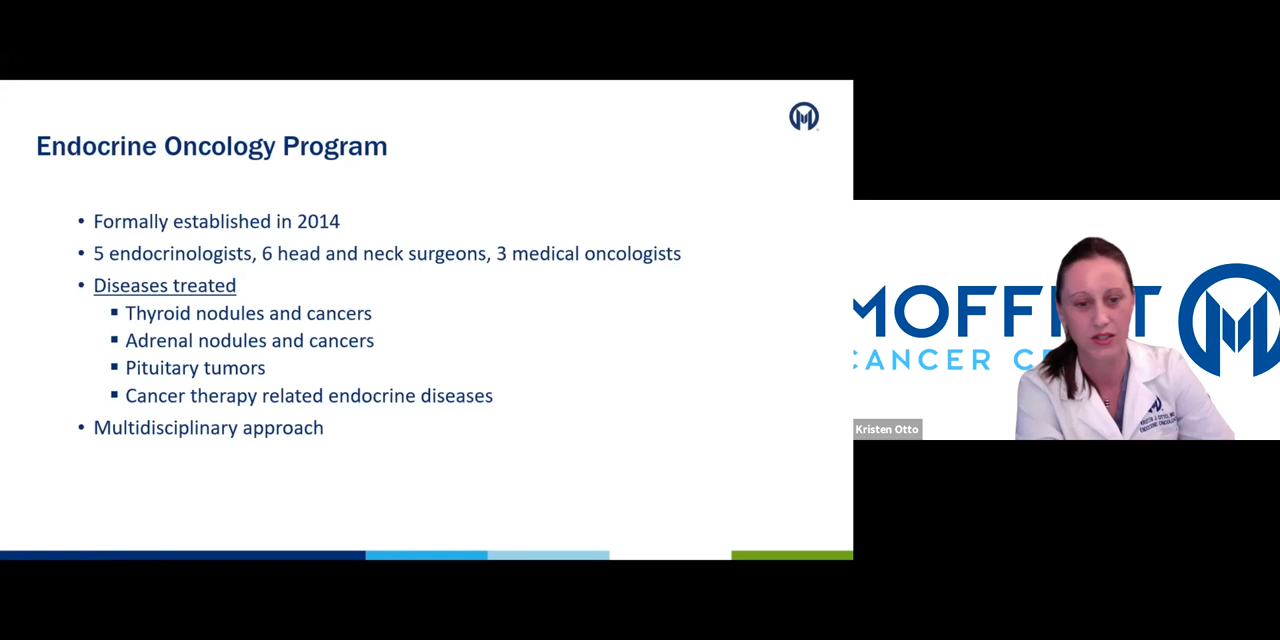 Endocrine Oncology Program
• Formally established in 2014
• 5 endocrinologists, 6 head and neck surgeons, 3 medical oncologists
• Diseases treated
▪ Thyroid nodules and cancers
▪ Adrenal nodules and cancers
▪ Pituitary tumors
▪ Cancer therapy related endocrine diseases
• Multidisciplinary approach
MOFF T
CANCER C
Kristen Otto